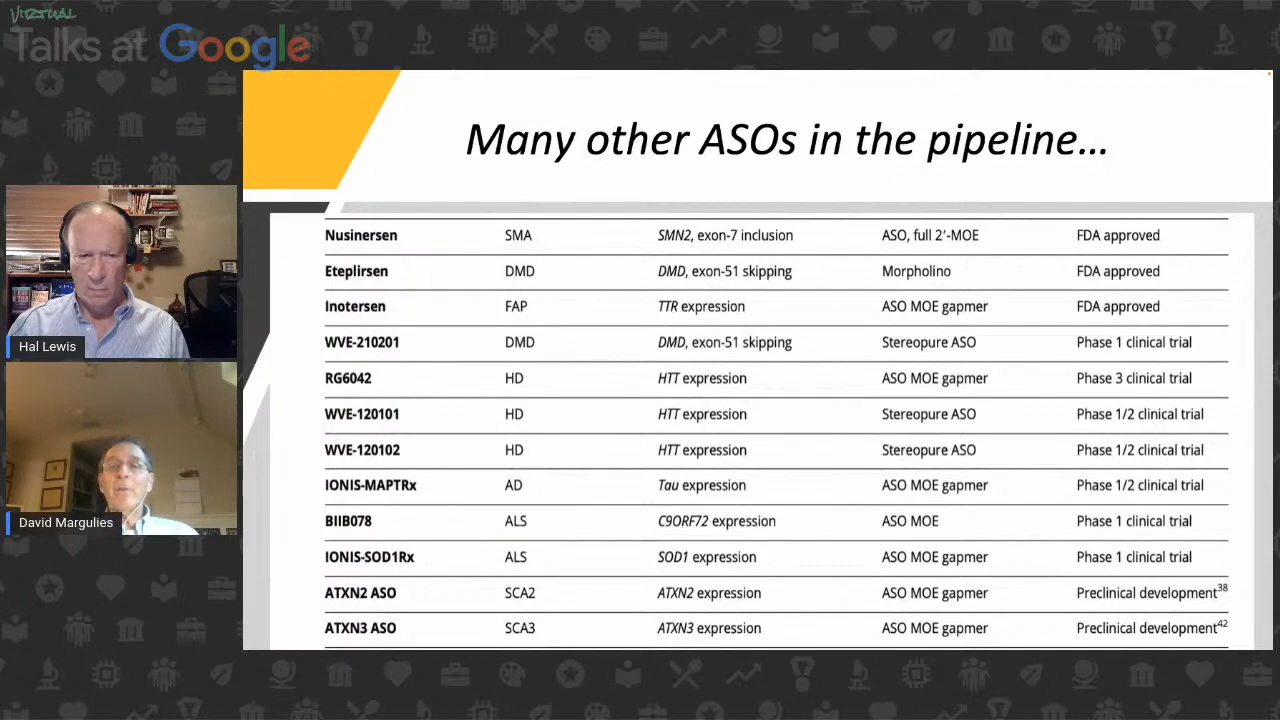 VIRTUAL
Talks at Google
Many other ASOs in the pipeline...
Nusinersen SMA SMN2, exon-7 inclusion ASO, full 2′-MOE FDA approved
Eteplirsen DMD DMD, exon-51 skipping Morpholino FDA approved
Inotersen FAP TTR expression ASO MOE gapmer FDA approved
WVE-210201 DMD DMD, exon-51 skipping Stereopure ASO Phase 1 clinical trial
RG6042 HD HTT expression ASO MOE gapmer Phase 3 clinical trial
WVE-120101 HD HTT expression Stereopure ASO Phase 1/2 clinical trial
WVE-120102 HD HTT expression Stereopure ASO Phase 1/2 clinical trial
IONIS-MAPTRx AD Tau expression ASO MOE gapmer Phase 1/2 clinical trial
BIIB078 ALS C9ORF72 expression ASO MOE Phase 1 clinical trial
IONIS-SOD1Rx ALS SOD1 expression ASO MOE gapmer Phase 1 clinical trial
ATXN2 ASO SCA2 ATXN2 expression ASO MOE gapmer Preclinical development38
ATXN3 ASO SCA3 ATXN3 expression ASO MOE gapmer Preclinical development42
Hal Lewis
David Margulies